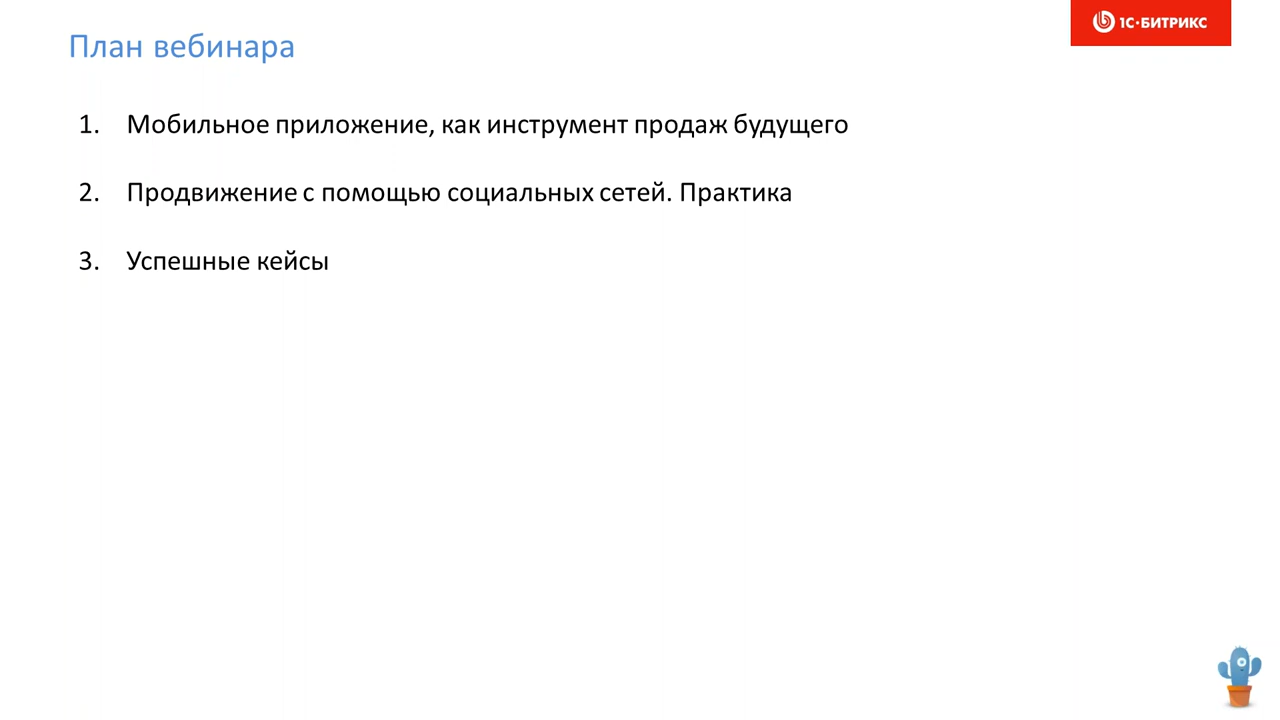 План вебинара
1С·БИТРИКС
1. Мобильное приложение, как инструмент продаж будущего
2. Продвижение с помощью социальных сетей. Практика
3. Успешные кейсы